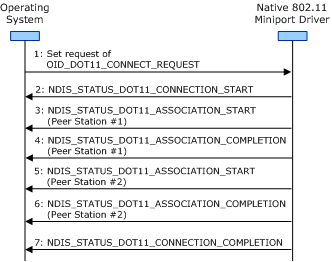 Operating
System
Native 802.11
Miniport Driver
1: Set request of
OID_DOT11_CONNECT_REQUEST
2: NDIS_STATUS_DOT11_CONNECTION_START
3: NDIS_STATUS_DOT11_ASSOCIATION_START
(Peer Station #1)
4: NDIS_STATUS_DOT11_ASSOCIATION_COMPLETION
(Peer Station #1)
5: NDIS_STATUS_DOT11_ASSOCIATION_START
(Peer Station #2)
6: NDIS_STATUS_DOT11_ASSOCIATION_COMPLETION
(Peer Station #2)
7: NDIS_STATUS_DOT11_CONNECTION_COMPLETION